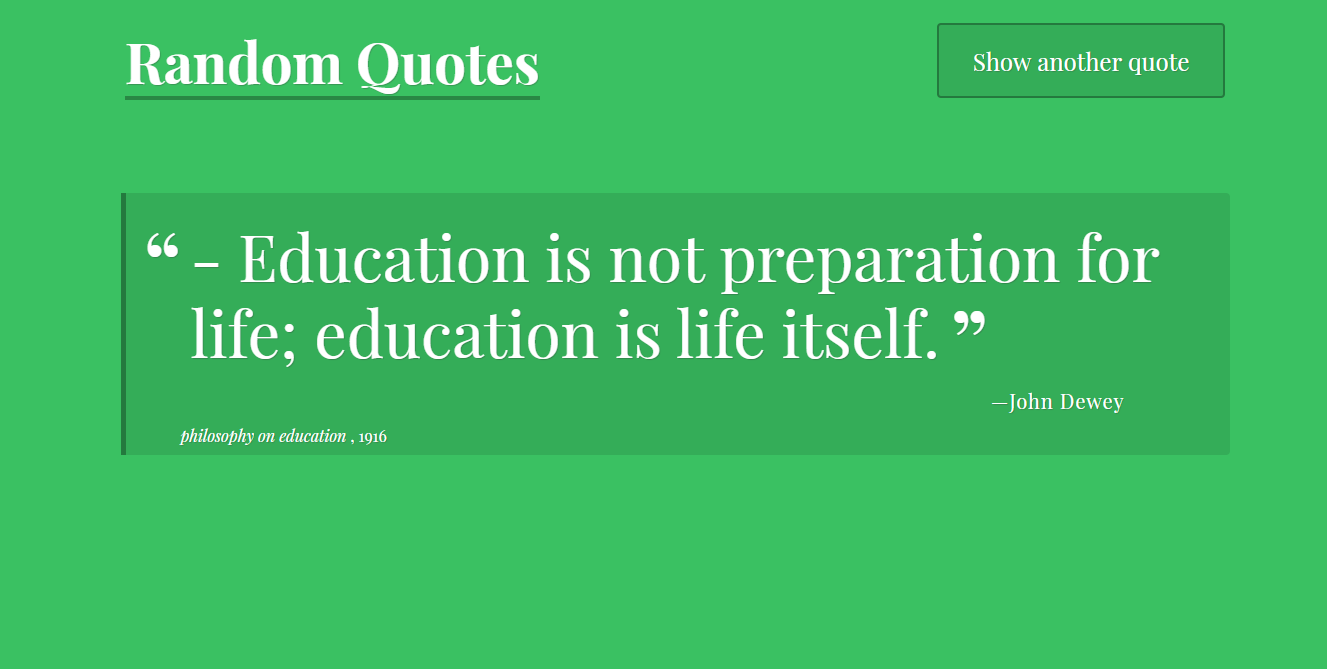 Random Quotes
Show another quote
“ – Education is not preparation for
life; education is life itself. ”
—John Dewey
philosophy on education , 1916